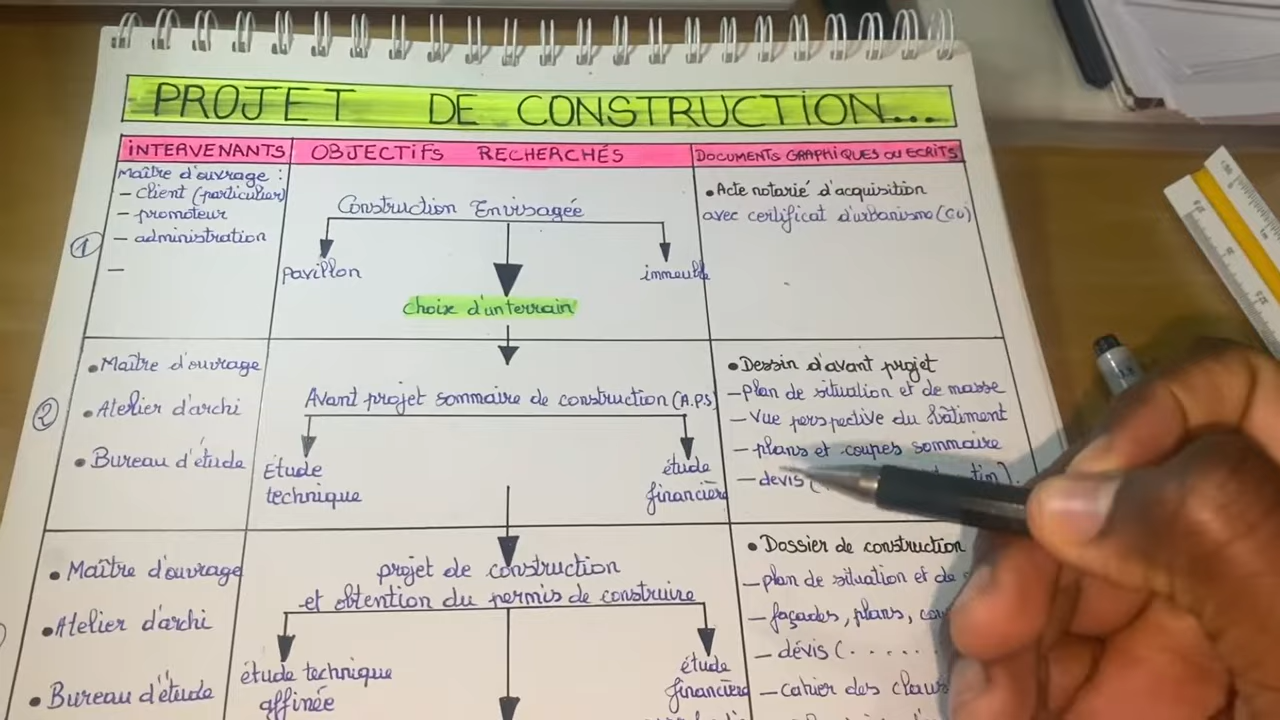 PROJET DE CONSTRUCTION...
INTERVENANTS
OBJECTIFS RECHERCHÉS
DOCUMENTS GRAPHIQUES OU ECRITS
①
Maître d'ouvrage :
– client (particulier)
– promoteur
– administration
–
Construction Envisagée
pavillon
immeuble
choix d'un terrain
• Acte notarié d'acquisition
avec certificat d'urbanisme (CU)
②
• Maître d'ouvrage
• Atelier d'archi
• Bureau d'étude
Avant projet sommaire de construction (A.P.S)
Etude
technique
étude
financière
• Dessin d'avant projet
– plan de situation et de masse
– vue perspective du bâtiment
– plans et coupes sommaire
– devis (
• Maître d'ouvrage
• Atelier d'archi
• Bureau d'étude
projet de construction
et obtention du permis de construire
étude technique
affinée
étude
financière
• Dossier de construction
– plan de situation et de
– façades, plans,
– dévis (. . . . .
– cahier des